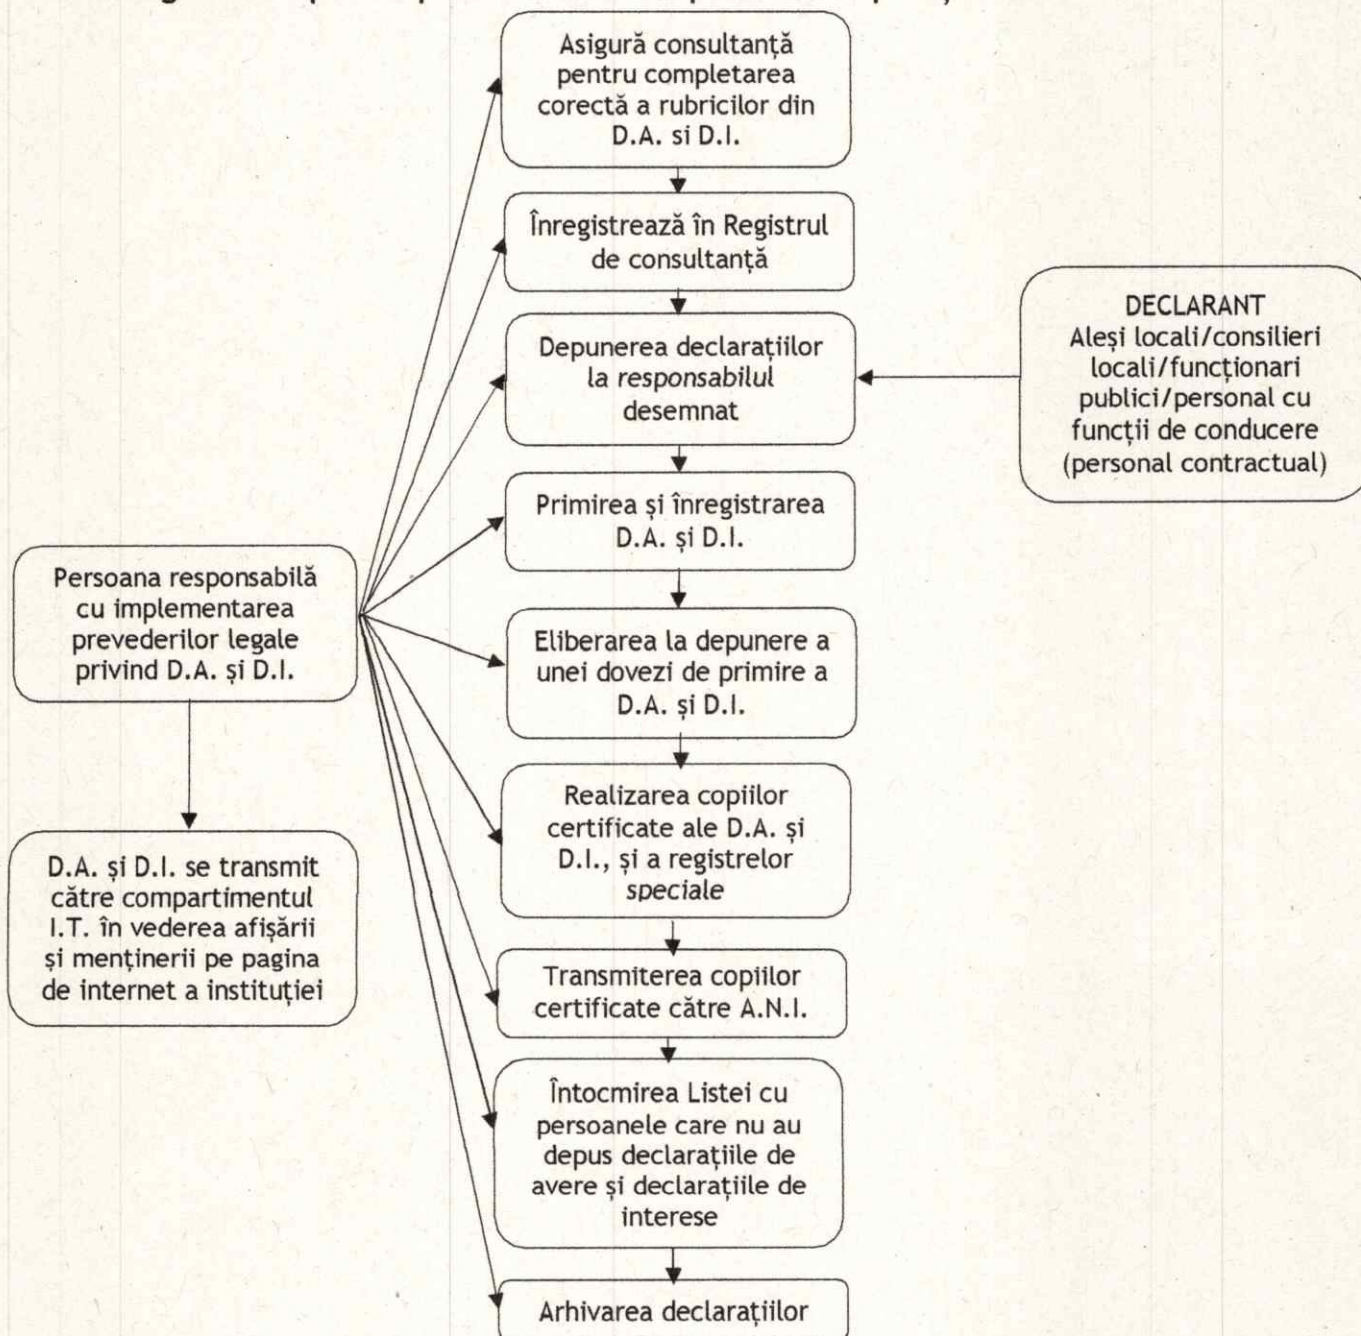 Asigură consultanță
pentru completarea
corectă a rubricilor din
D.A. si D.I.
Înregistrează în Registrul
de consultanță
Depunerea declarațiilor
la responsabilul
desemnat
DECLARANT
Aleși locali/consilieri
locali/funcționari
publici/personal cu
funcții de conducere
(personal contractual)
Primirea și înregistrarea
D.A. și D.I.
Persoana responsabilă
cu implementarea
prevederilor legale
privind D.A. și D.I.
Eliberarea la depunere a
unei dovezi de primire a
D.A. și D.I.
Realizarea copiilor
certificate ale D.A. și
D.I., și a registrelor
speciale
D.A. și D.I. se transmit
către compartimentul
I.T. în vederea afișării
și menținerii pe pagina
de internet a instituției
Transmiterea copiilor
certificate către A.N.I.
Întocmirea Listei cu
persoanele care nu au
depus declarațiile de
avere și declarațiile de
interese
Arhivarea declarațiilor